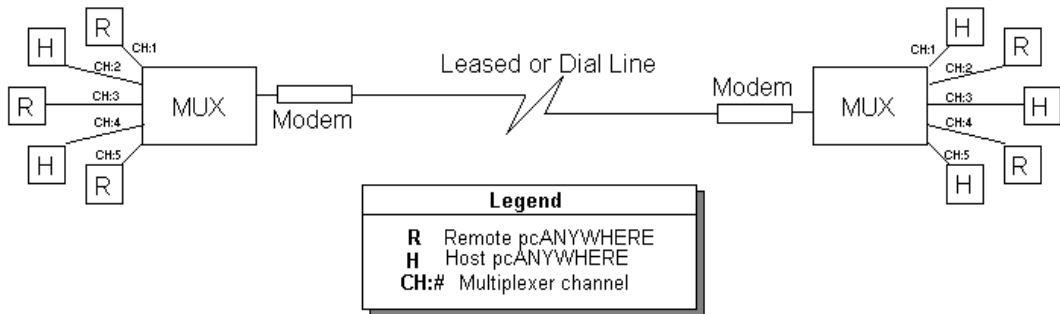 R
CH:1
H
CH:2
R
CH:3
MUX
CH:4
H
CH:5
R
Modem
Leased or Dial Line
Modem
H
CH:1
R
CH:2
MUX
CH:3
H
CH:4
R
CH:5
H
Legend
R Remote pcANYWHERE
H Host pcANYWHERE
CH:# Multiplexer channel